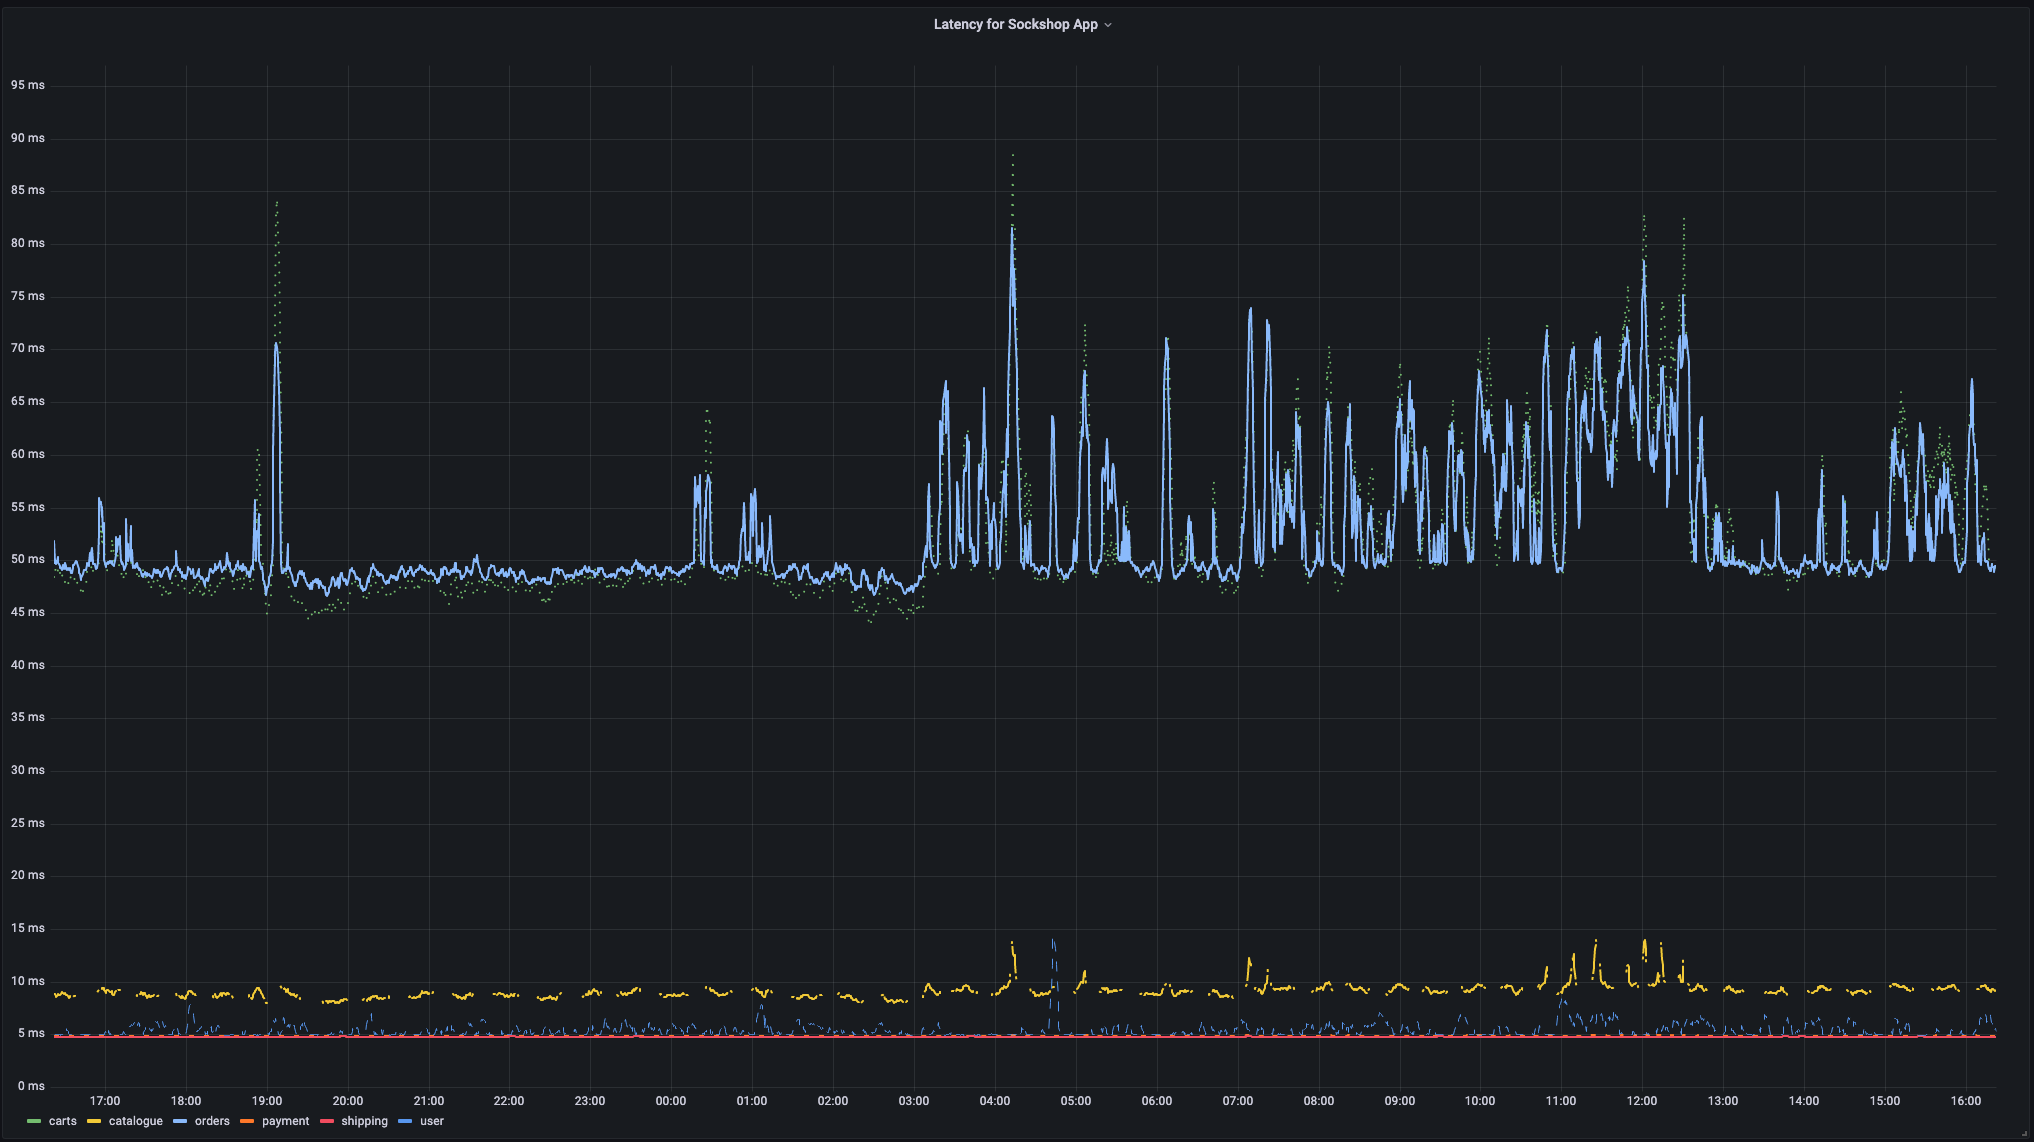 Latency for Sockshop App
95 ms
90 ms
85 ms
80 ms
75 ms
70 ms
65 ms
60 ms
55 ms
50 ms
45 ms
40 ms
35 ms
30 ms
25 ms
20 ms
15 ms
10 ms
5 ms
0 ms
17:00 18:00 19:00 20:00 21:00 22:00 23:00 00:00 01:00 02:00 03:00 04:00 05:00 06:00 07:00 08:00 09:00 10:00 11:00 12:00 13:00 14:00 15:00 16:00
carts catalogue orders payment shipping user